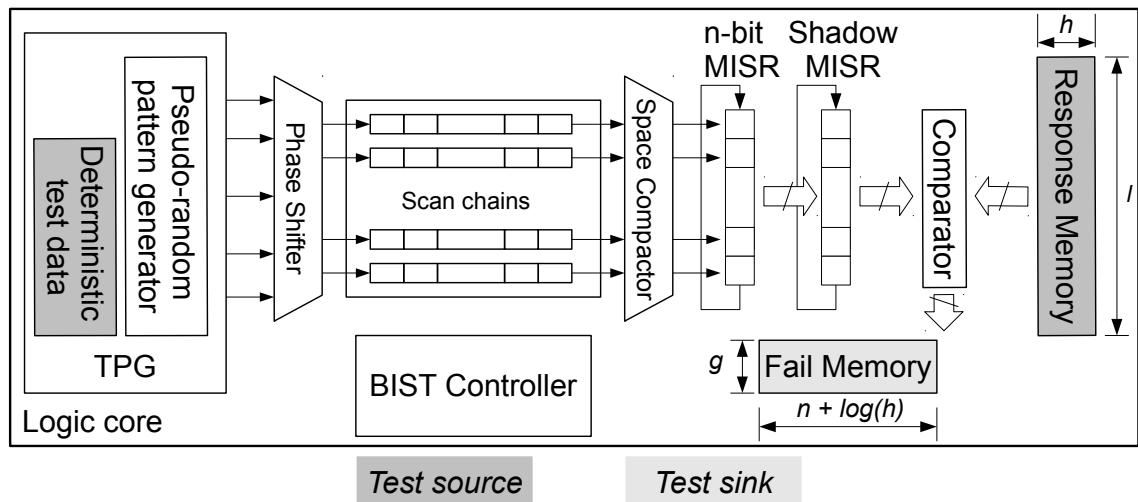 Deterministic
test data
Pseudo-random
pattern generator
TPG
Logic core
Phase Shifter
Scan chains
BIST Controller
Space Compactor
n-bit
MISR
Shadow
MISR
Comparator
h
Response Memory
l
g
Fail Memory
n + log(h)
Test source
Test sink